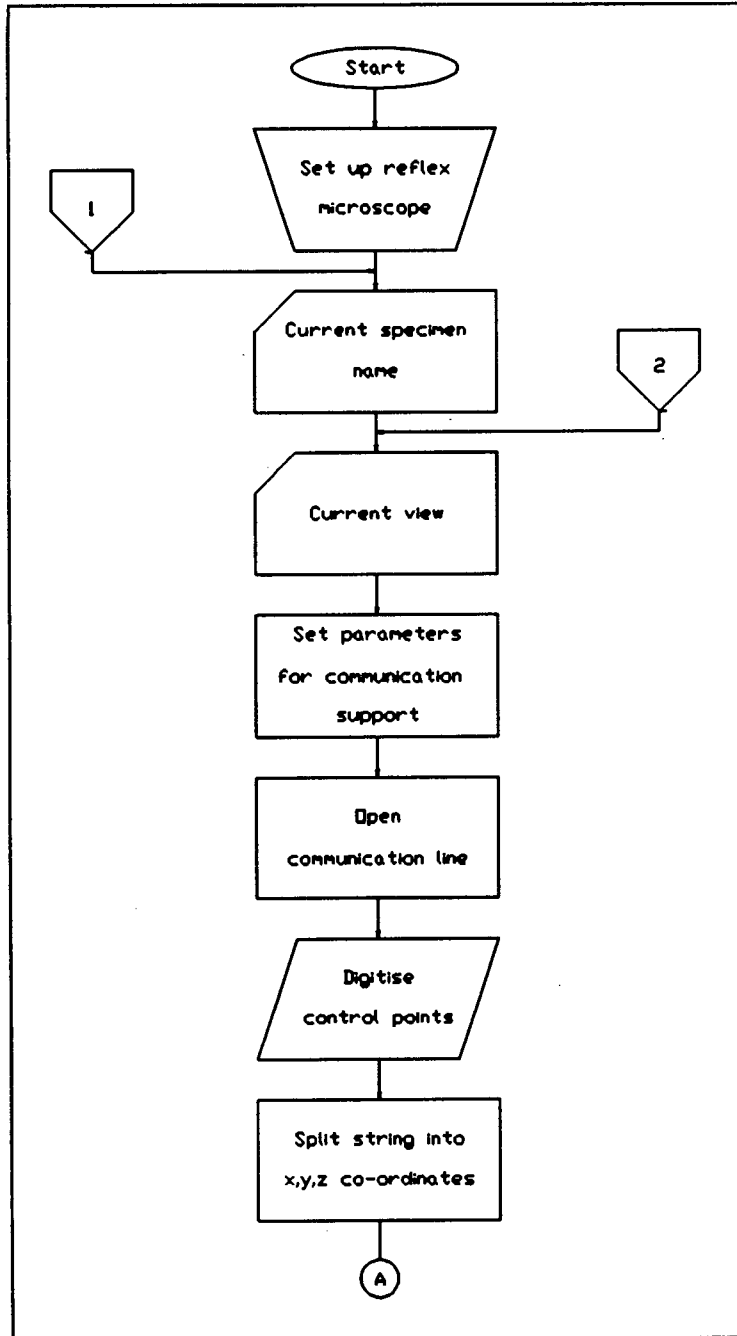 Start
Set up reflex
microscope
1
Current specimen
name
2
Current view
Set parameters
for communication
support
Open
communication line
Digitise
control points
Split string into
x,y,z co-ordinates
A